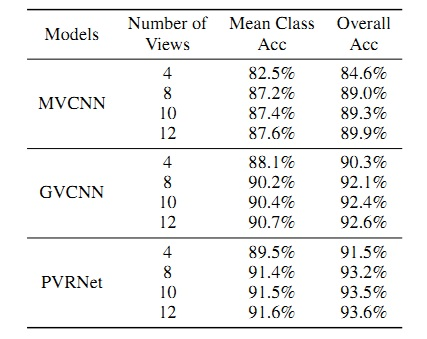 Models Number of Views Mean Class Acc Overall Acc
MVCNN 4 82.5% 84.6%
8 87.2% 89.0%
10 87.4% 89.3%
12 87.6% 89.9%
GVCNN 4 88.1% 90.3%
8 90.2% 92.1%
10 90.4% 92.4%
12 90.7% 92.6%
PVRNet 4 89.5% 91.5%
8 91.4% 93.2%
10 91.5% 93.5%
12 91.6% 93.6%